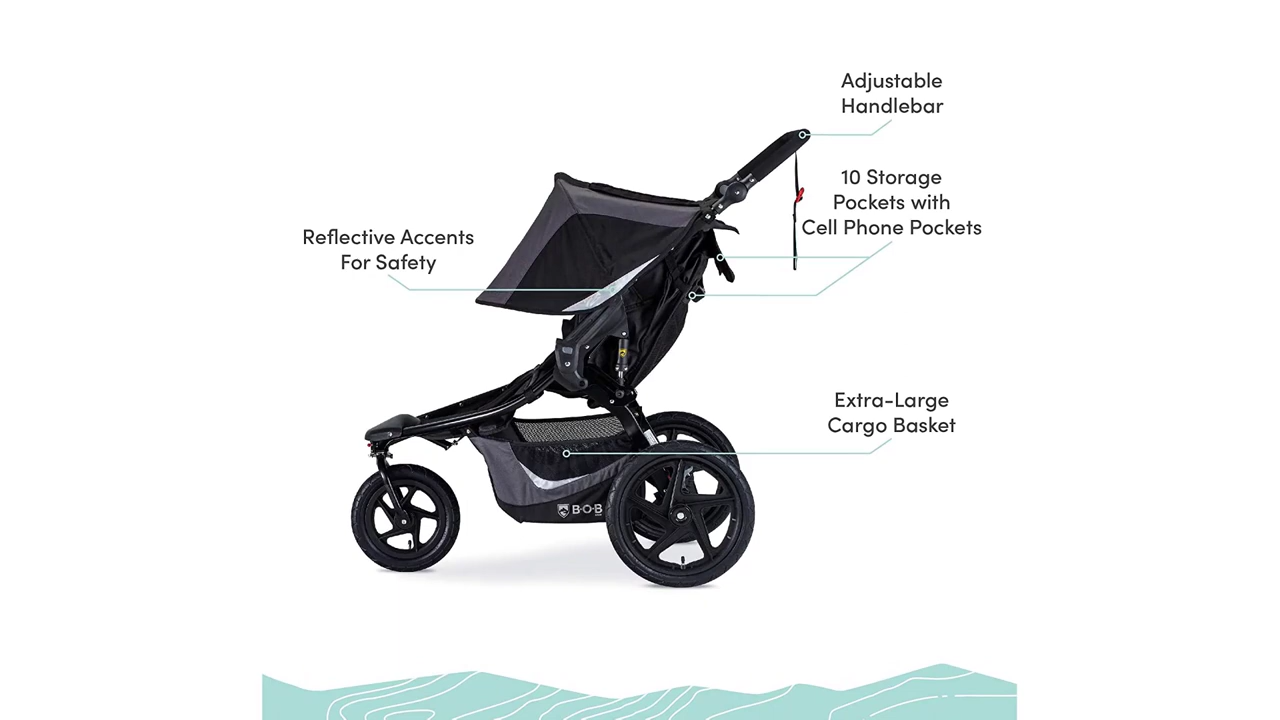 Adjustable
Handlebar
10 Storage
Pockets with
Cell Phone Pockets
Reflective Accents
For Safety
Extra-Large
Cargo Basket
B·O·B